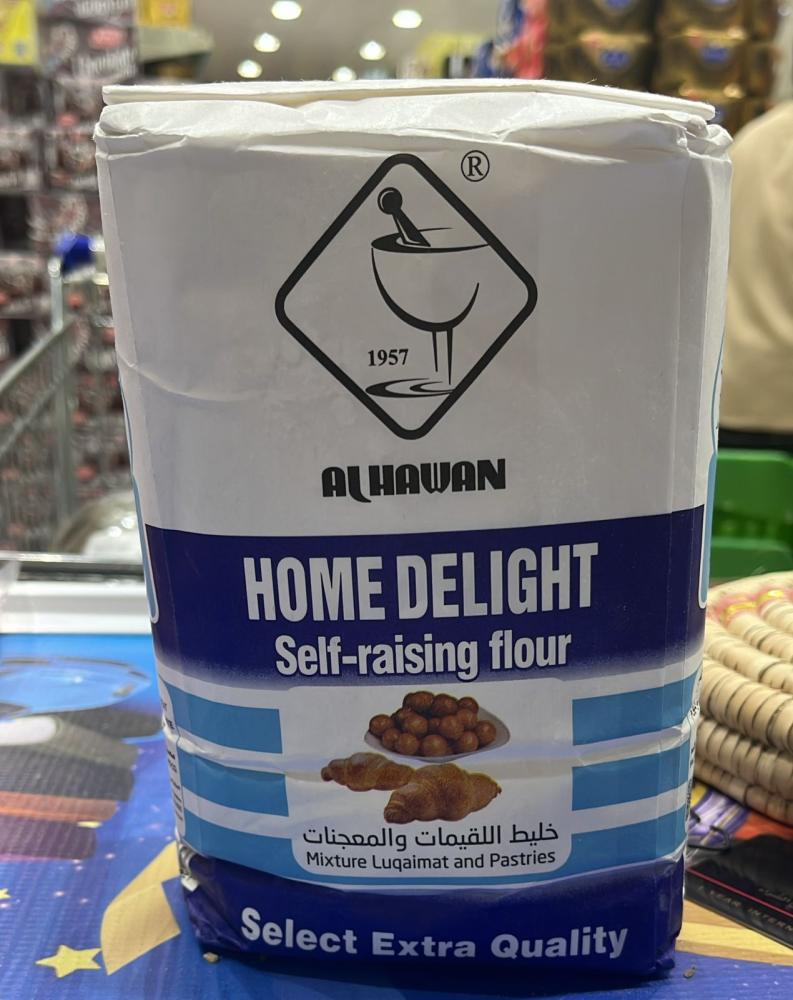 ®
1957
ALHAWAN
HOME DELIGHT
Self-raising flour
خليط اللقيمات والمعجنات
Mixture Luqaimat and Pastries
Select Extra Quality